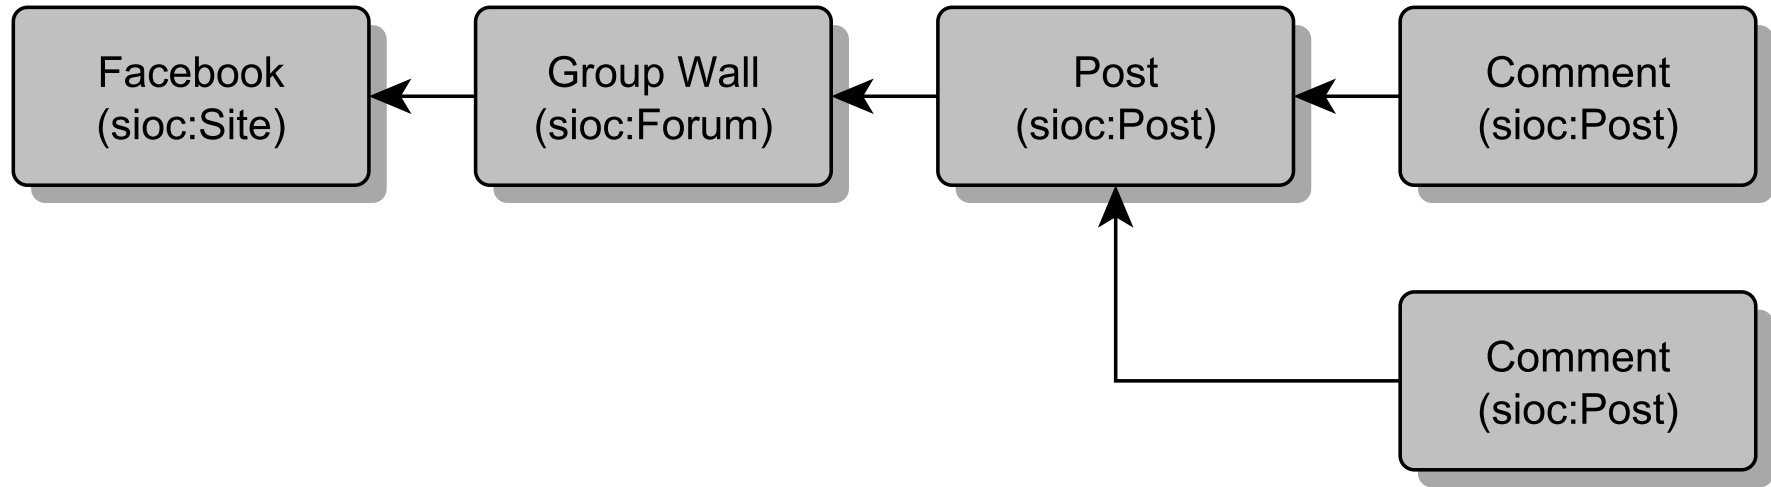 Facebook
(sioc:Site)
Group Wall
(sioc:Forum)
Post
(sioc:Post)
Comment
(sioc:Post)
Comment
(sioc:Post)